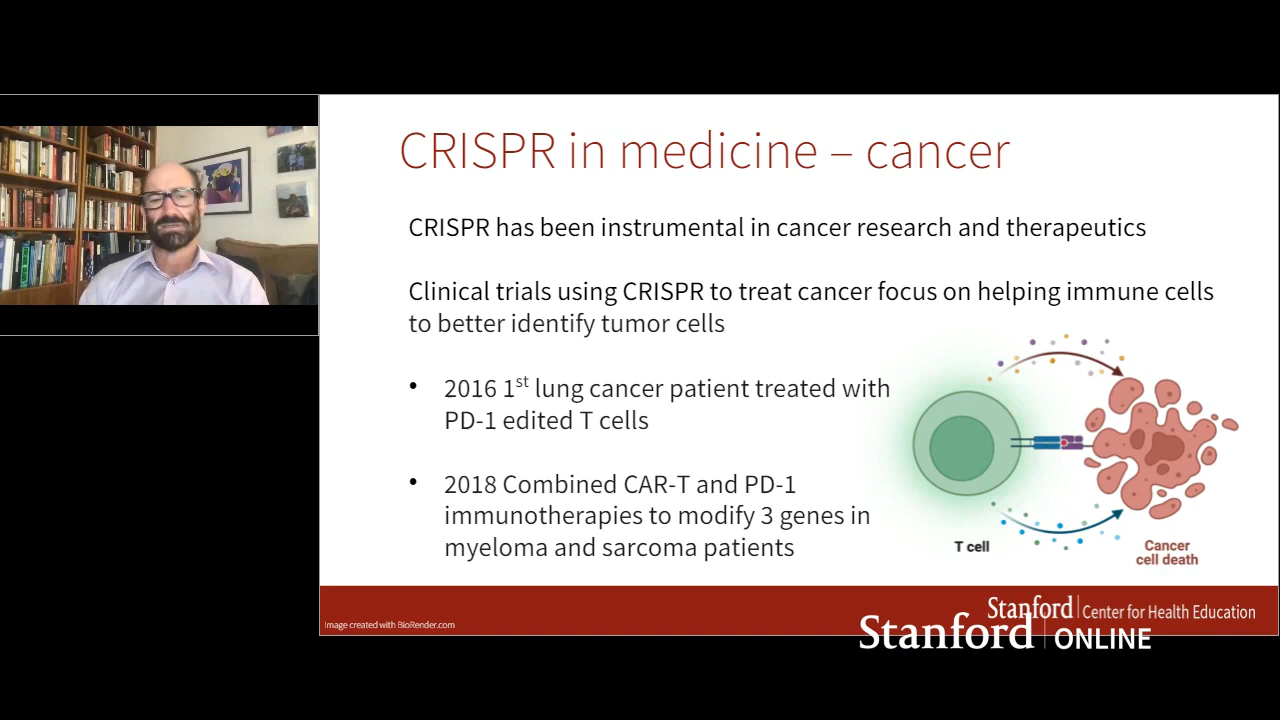 CRISPR in medicine – cancer
CRISPR has been instrumental in cancer research and therapeutics
Clinical trials using CRISPR to treat cancer focus on helping immune cells
to better identify tumor cells
• 2016 1st lung cancer patient treated with
PD-1 edited T cells
• 2018 Combined CAR-T and PD-1
immunotherapies to modify 3 genes in
myeloma and sarcoma patients
T cell
Cancer
cell death
Image created with BioRender.com
Stanford | Center for Health Education
Stanford | ONLINE